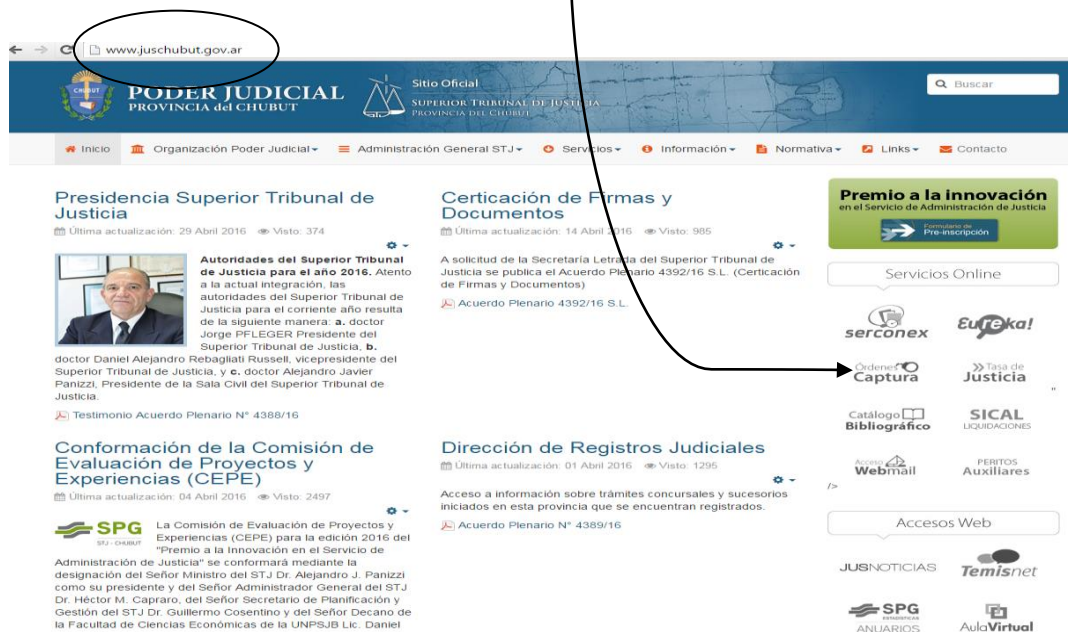 www.juschubut.gov.ar
CHUBUT
PODER JUDICIAL
PROVINCIA del CHUBUT
Sitio Oficial
SUPERIOR TRIBUNAL DE JUSTICIA
PROVINCIA DEL CHUBUT
Buscar
Inicio
Organización Poder Judicial
Administración General STJ
Servicios
Información
Normativa
Links
Contacto
Presidencia Superior Tribunal de
Justicia
Última actualización: 29 Abril 2016 Visto: 374
Autoridades del Superior Tribunal
de Justicia para el año 2016. Atento
a la actual integración, las
autoridades del Superior Tribunal de
Justicia para el corriente año resulta
de la siguiente manera: a. doctor
Jorge PFLEGER Presidente del
Superior Tribunal de Justicia, b.
doctor Daniel Alejandro Rebagliati Russell, vicepresidente del
Superior Tribunal de Justicia, y c. doctor Alejandro Javier
Panizzi, Presidente de la Sala Civil del Superior Tribunal de
Justicia.
Testimonio Acuerdo Plenario N° 4388/16
Conformación de la Comisión de
Evaluación de Proyectos y
Experiencias (CEPE)
Última actualización: 04 Abril 2016 Visto: 2497
SPG
STJ - CHUBUT
La Comisión de Evaluación de Proyectos y
Experiencias (CEPE) para la edición 2016 del
"Premio a la Innovación en el Servicio de
Administración de Justicia" se conformará mediante la
designación del Señor Ministro del STJ Dr. Alejandro J. Panizzi
como su presidente y del Señor Administrador General del STJ
Dr. Héctor M. Capraro, del Señor Secretario de Planificación y
Gestión del STJ Dr. Guillermo Cosentino y del Señor Decano de
la Facultad de Ciencias Económicas de la UNPSJB Lic. Daniel
Certicación de Firmas y
Documentos
Última actualización: 14 Abril 2016 Visto: 985
A solicitud de la Secretaría Letrada del Superior Tribunal de
Justicia se publica el Acuerdo Plenario 4392/16 S.L. (Certicación
de Firmas y Documentos)
Acuerdo Plenario 4392/16 S.L.
Dirección de Registros Judiciales
Última actualización: 01 Abril 2016 Visto: 1295
Acceso a información sobre trámites concursales y sucesorios
iniciados en esta provincia que se encuentran registrados.
Acuerdo Plenario N° 4389/16
Premio a la innovación
en el Servicio de Administración de Justicia
Formulario de
Pre-inscripción
Servicios Online
serconex
Eureka!
Órdenes
Captura
Tasa de
Justicia
"
Catálogo
Bibliográfico
SICAL
LIQUIDACIONES
Acceso
Webmail
PERITOS
Auxiliares
/>
Accesos Web
JUSNOTICIAS
Temisnet
SPG
ESTADÍSTICAS
ANUARIOS
AulaVirtual